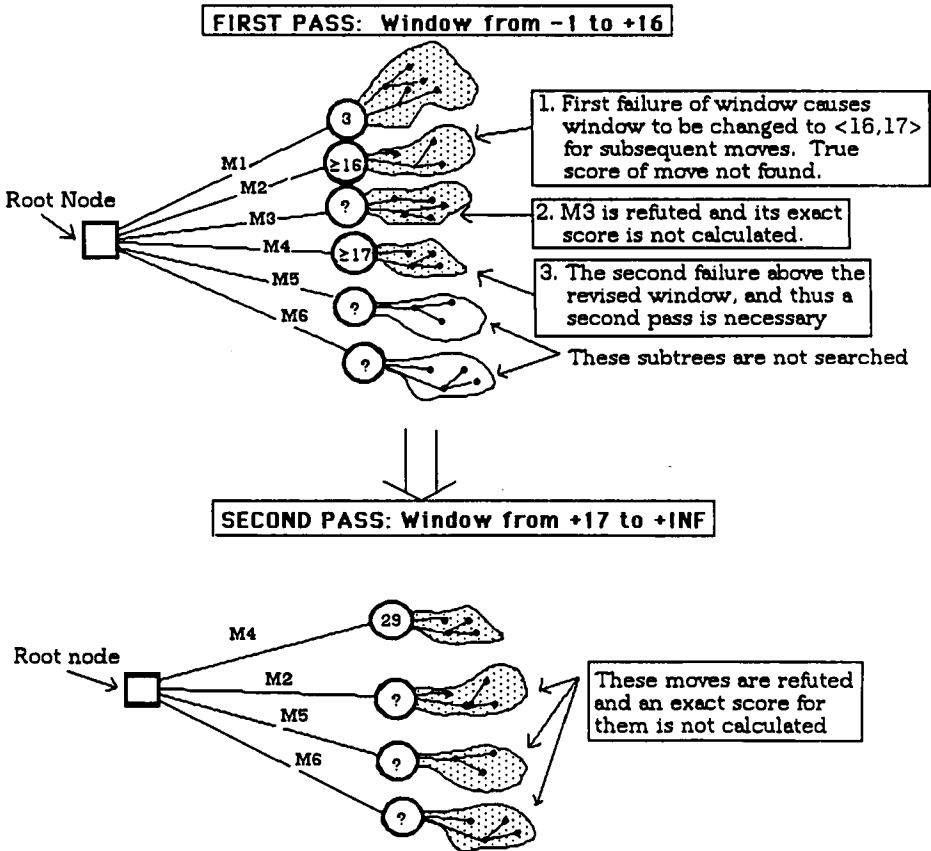 FIRST PASS: Window from -1 to +16
3
1. First failure of window causes
window to be changed to <16,17>
for subsequent moves. True
score of move not found.
M1
≥16
M2
Root Node
M3
?
2. M3 is refuted and its exact
score is not calculated.
M4
≥17
M5
3. The second failure above the
revised window, and thus a
second pass is necessary
?
M6
These subtrees are not searched
?
SECOND PASS: Window from +17 to +INF
29
M4
Root node
M2
?
These moves are refuted
and an exact score for
them is not calculated
M5
M6
?
?